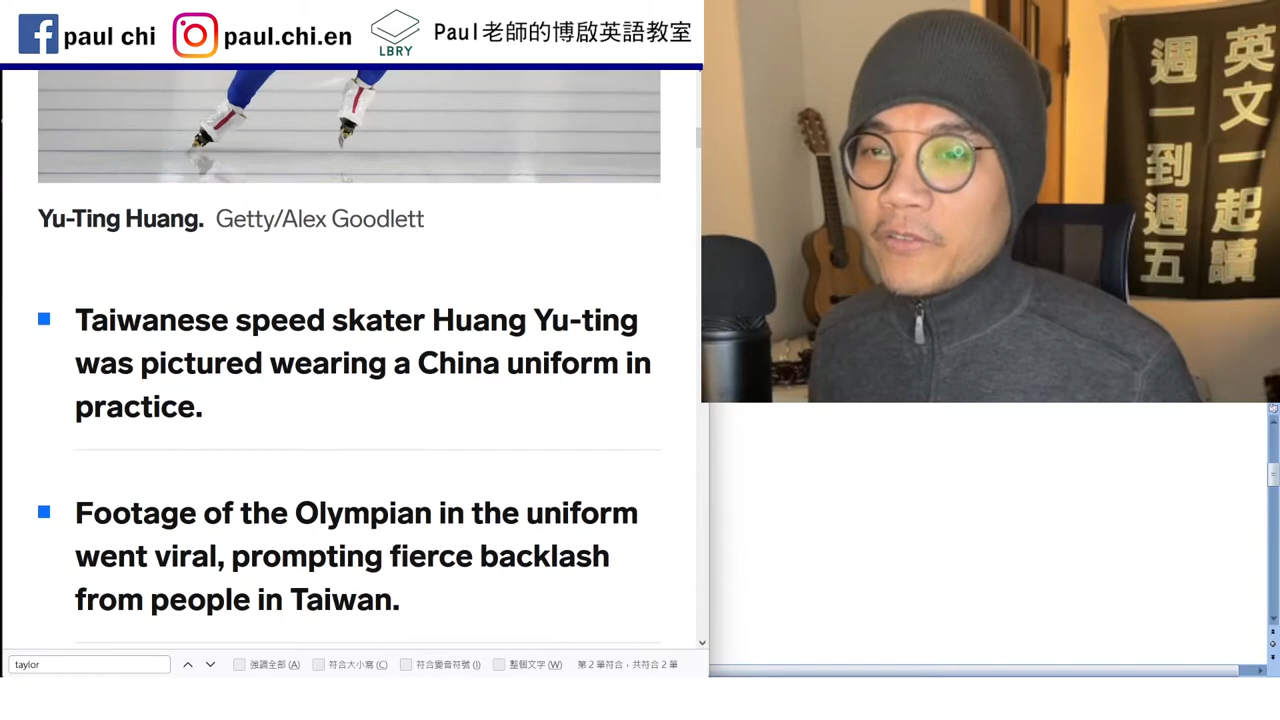 paul chi
paul.chi.en
LBRY
Paul老師的博啟英語教室
Yu-Ting Huang. Getty/Alex Goodlett
Taiwanese speed skater Huang Yu-ting
was pictured wearing a China uniform in
practice.
Footage of the Olympian in the uniform
went viral, prompting fierce backlash
from people in Taiwan.
taylor
強調全部 (A)
符合大小寫 (C)
符合變音符號 (I)
整個文字 (W)
第 2 筆符合，共符合 2 筆
英文一起讀
週一到週五